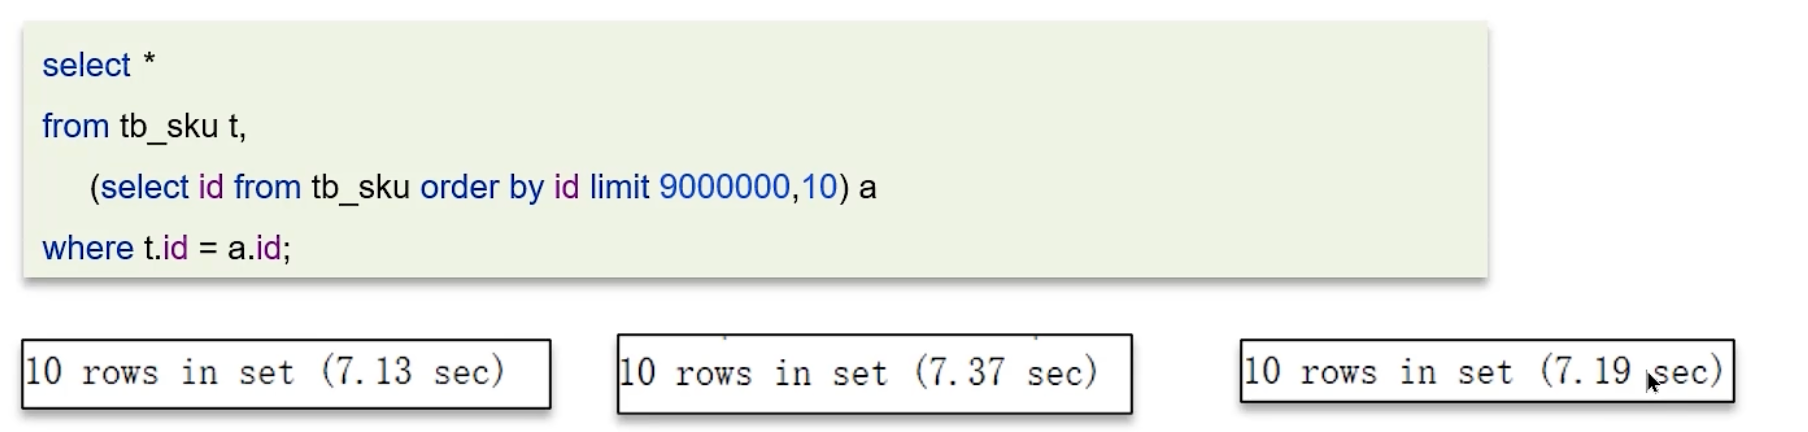 select *
from tb_sku t,
(select id from tb_sku order by id limit 9000000,10) a
where t.id = a.id;
10 rows in set (7.13 sec)
10 rows in set (7.37 sec)
10 rows in set (7.19 sec)